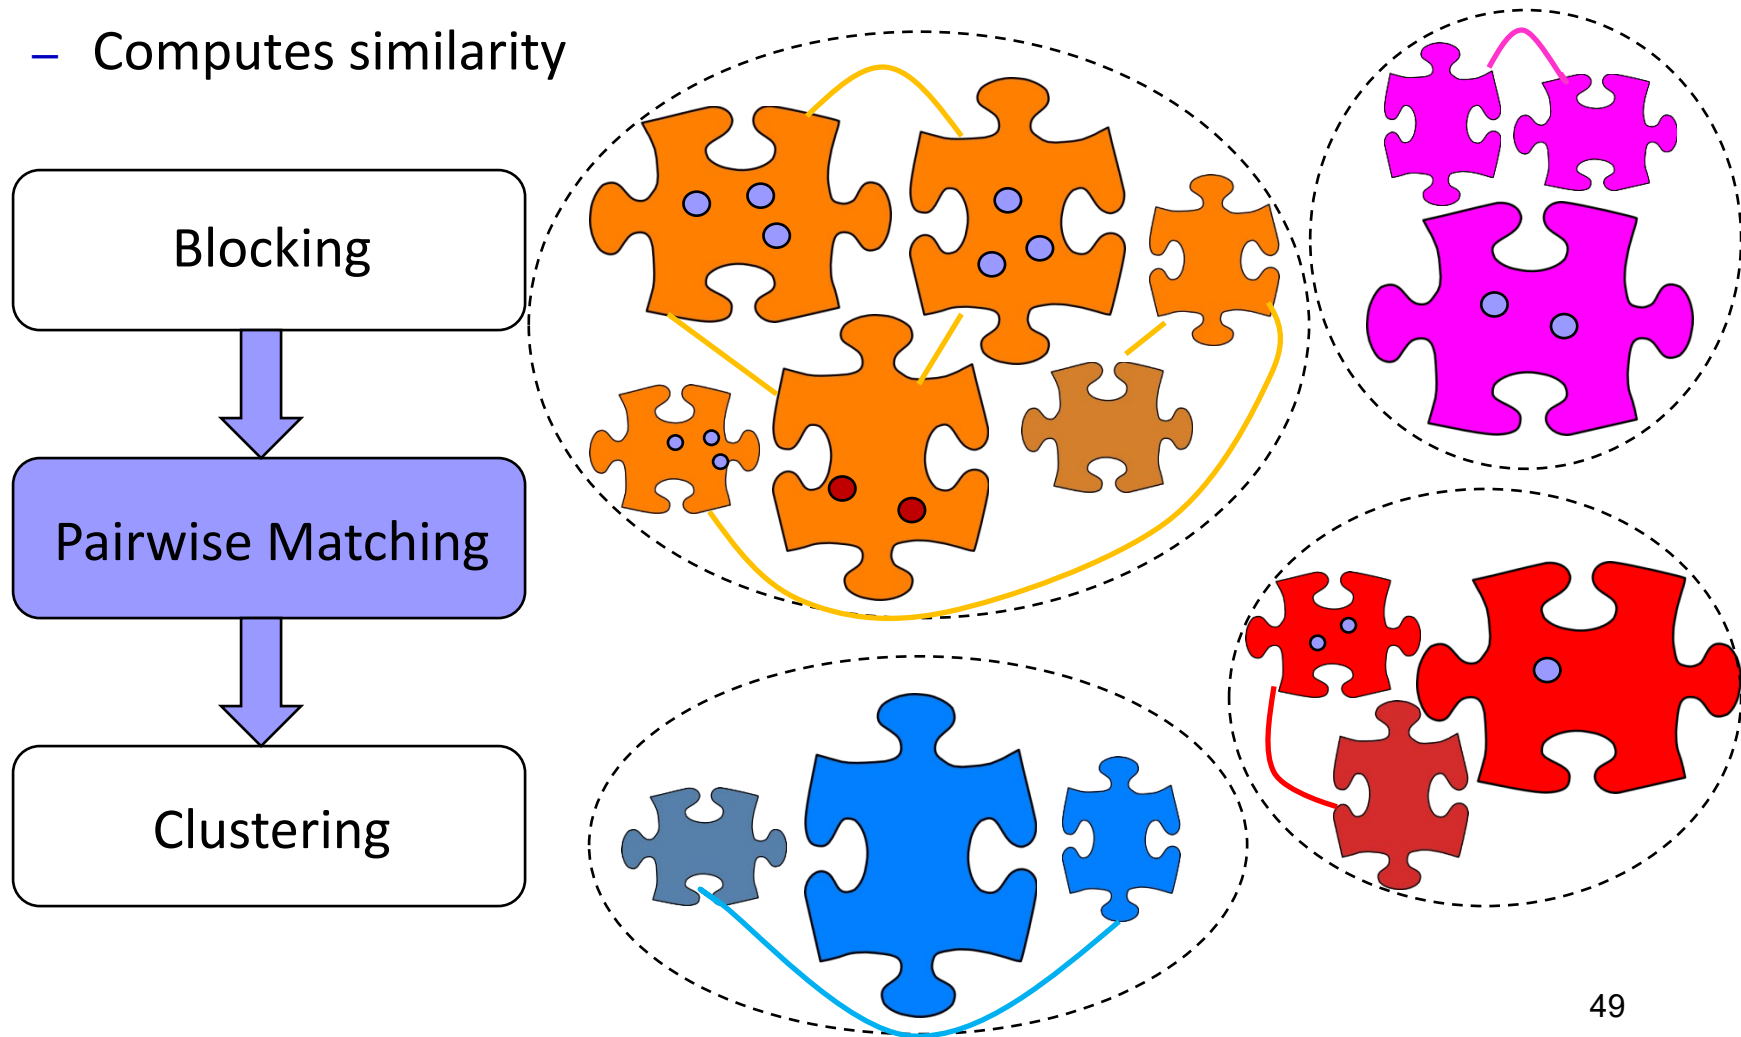 – Computes similarity
Blocking
Pairwise Matching
Clustering
49